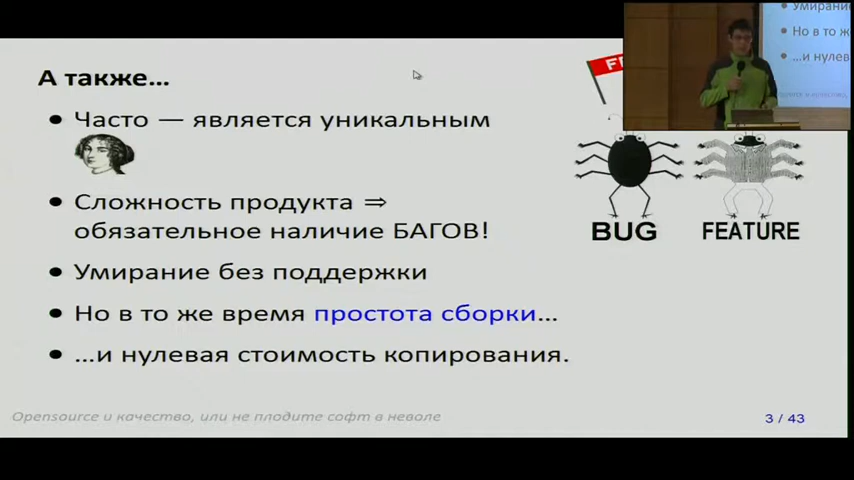 А также...
Умирание
Но в то ж
...и нулев
• Часто — является уникальным
• Сложность продукта ⇒
обязательное наличие БАГОВ!
BUG
FEATURE
• Умирание без поддержки
• Но в то же время простота сборки...
• ...и нулевая стоимость копирования.
Opensource и качество, или не плодите софт в неволе
3 / 43